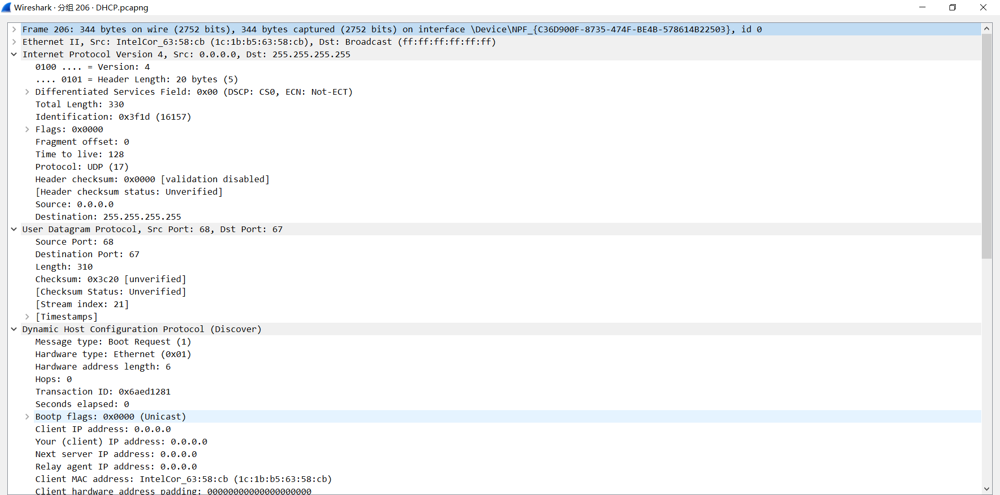 Wireshark · 分组 206 · DHCP.pcapng
Frame 206: 344 bytes on wire (2752 bits), 344 bytes captured (2752 bits) on interface \Device\NPF_{C36D900F-8735-474F-BE4B-578614B22503}, id 0
Ethernet II, Src: IntelCor_63:58:cb (1c:1b:b5:63:58:cb), Dst: Broadcast (ff:ff:ff:ff:ff:ff)
Internet Protocol Version 4, Src: 0.0.0.0, Dst: 255.255.255.255
0100 .... = Version: 4
.... 0101 = Header Length: 20 bytes (5)
Differentiated Services Field: 0x00 (DSCP: CS0, ECN: Not-ECT)
Total Length: 330
Identification: 0x3f1d (16157)
Flags: 0x0000
Fragment offset: 0
Time to live: 128
Protocol: UDP (17)
Header checksum: 0x0000 [validation disabled]
[Header checksum status: Unverified]
Source: 0.0.0.0
Destination: 255.255.255.255
User Datagram Protocol, Src Port: 68, Dst Port: 67
Source Port: 68
Destination Port: 67
Length: 310
Checksum: 0x3c20 [unverified]
[Checksum Status: Unverified]
[Stream index: 21]
[Timestamps]
Dynamic Host Configuration Protocol (Discover)
Message type: Boot Request (1)
Hardware type: Ethernet (0x01)
Hardware address length: 6
Hops: 0
Transaction ID: 0x6aed1281
Seconds elapsed: 0
Bootp flags: 0x0000 (Unicast)
Client IP address: 0.0.0.0
Your (client) IP address: 0.0.0.0
Next server IP address: 0.0.0.0
Relay agent IP address: 0.0.0.0
Client MAC address: IntelCor_63:58:cb (1c:1b:b5:63:58:cb)
Client hardware address padding: 00000000000000000000